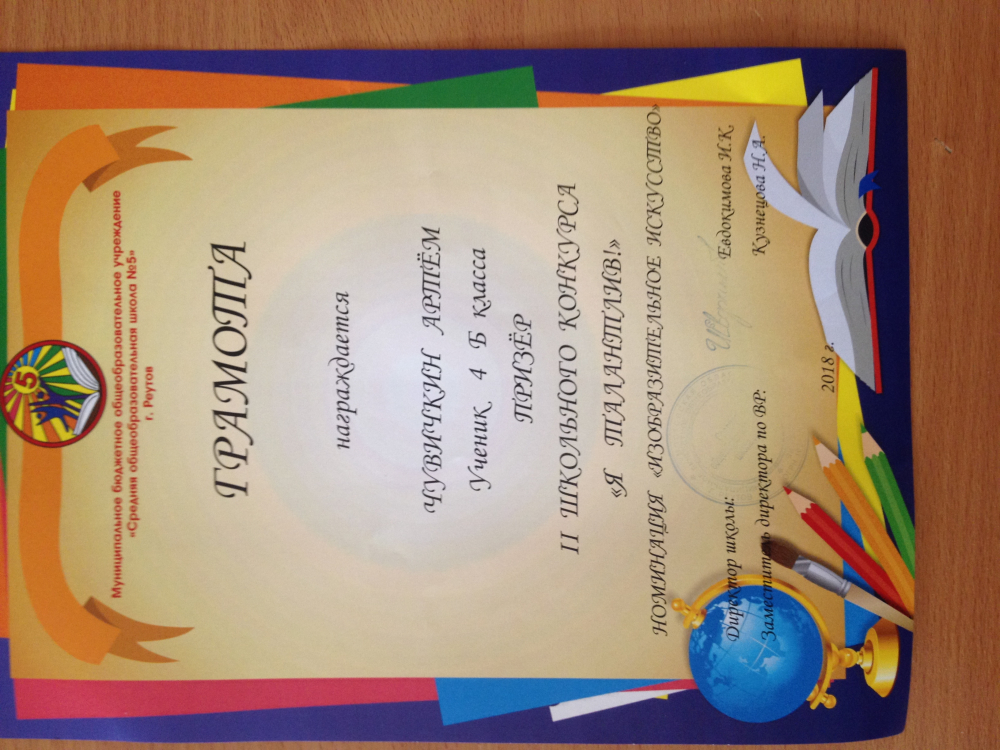 5
Муниципальное бюджетное общеобразовательное учреждение
«Средняя общеобразовательная школа №5»
г. Реутов
ГРАМОТА
награждается
ЧУВИЧКИН АРТЁМ
Ученик 4 Б класса
ПРИЗЁР
II ШКОЛЬНОГО КОНКУРСА
«Я ТАЛАНТЛИВ!»
НОМИНАЦИЯ «ИЗОБРАЗИТЕЛЬНОЕ ИСКУССТВО»
Директор школы: Евдокимова И.К.
Заместитель директора по ВР: Кузнецова Н.А.
2018 г.